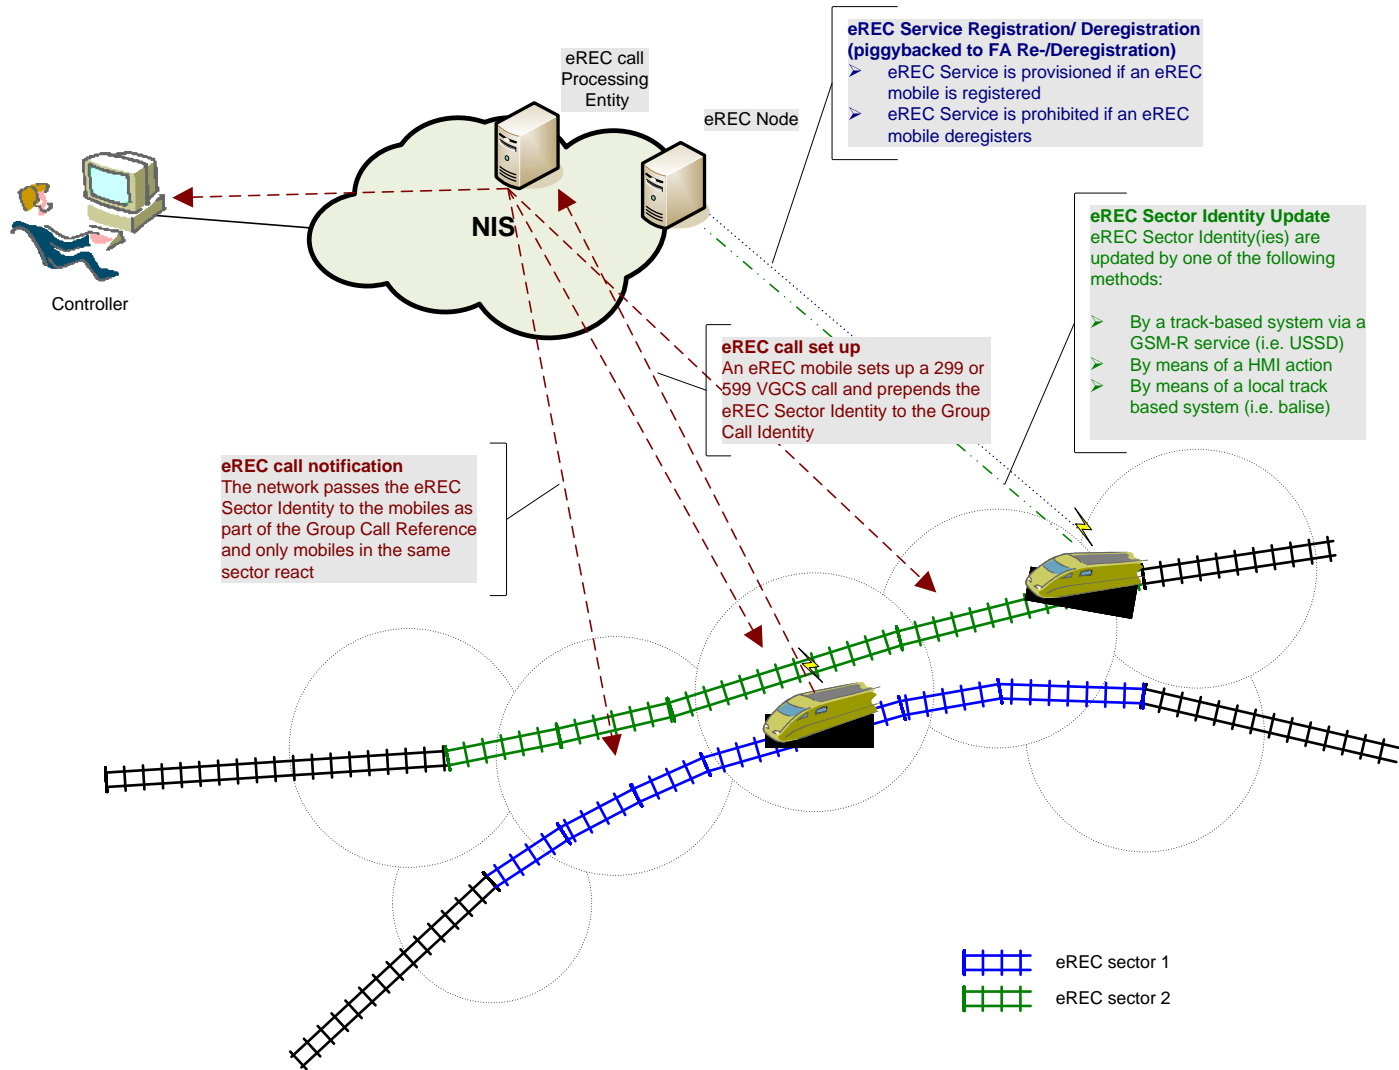 eREC Service Registration/ Deregistration
(piggybacked to FA Re-/Deregistration)
➢ eREC Service is provisioned if an eREC
mobile is registered
➢ eREC Service is prohibited if an eREC
mobile deregisters
eREC call
Processing
Entity
eREC Node
NIS
Controller
eREC Sector Identity Update
eREC Sector Identity(ies) are
updated by one of the following
methods:
➢ By a track-based system via a
GSM-R service (i.e. USSD)
➢ By means of a HMI action
➢ By means of a local track
based system (i.e. balise)
eREC call set up
An eREC mobile sets up a 299 or
599 VGCS call and prepends the
eREC Sector Identity to the Group
Call Identity
eREC call notification
The network passes the eREC
Sector Identity to the mobiles as
part of the Group Call Reference
and only mobiles in the same
sector react
eREC sector 1
eREC sector 2